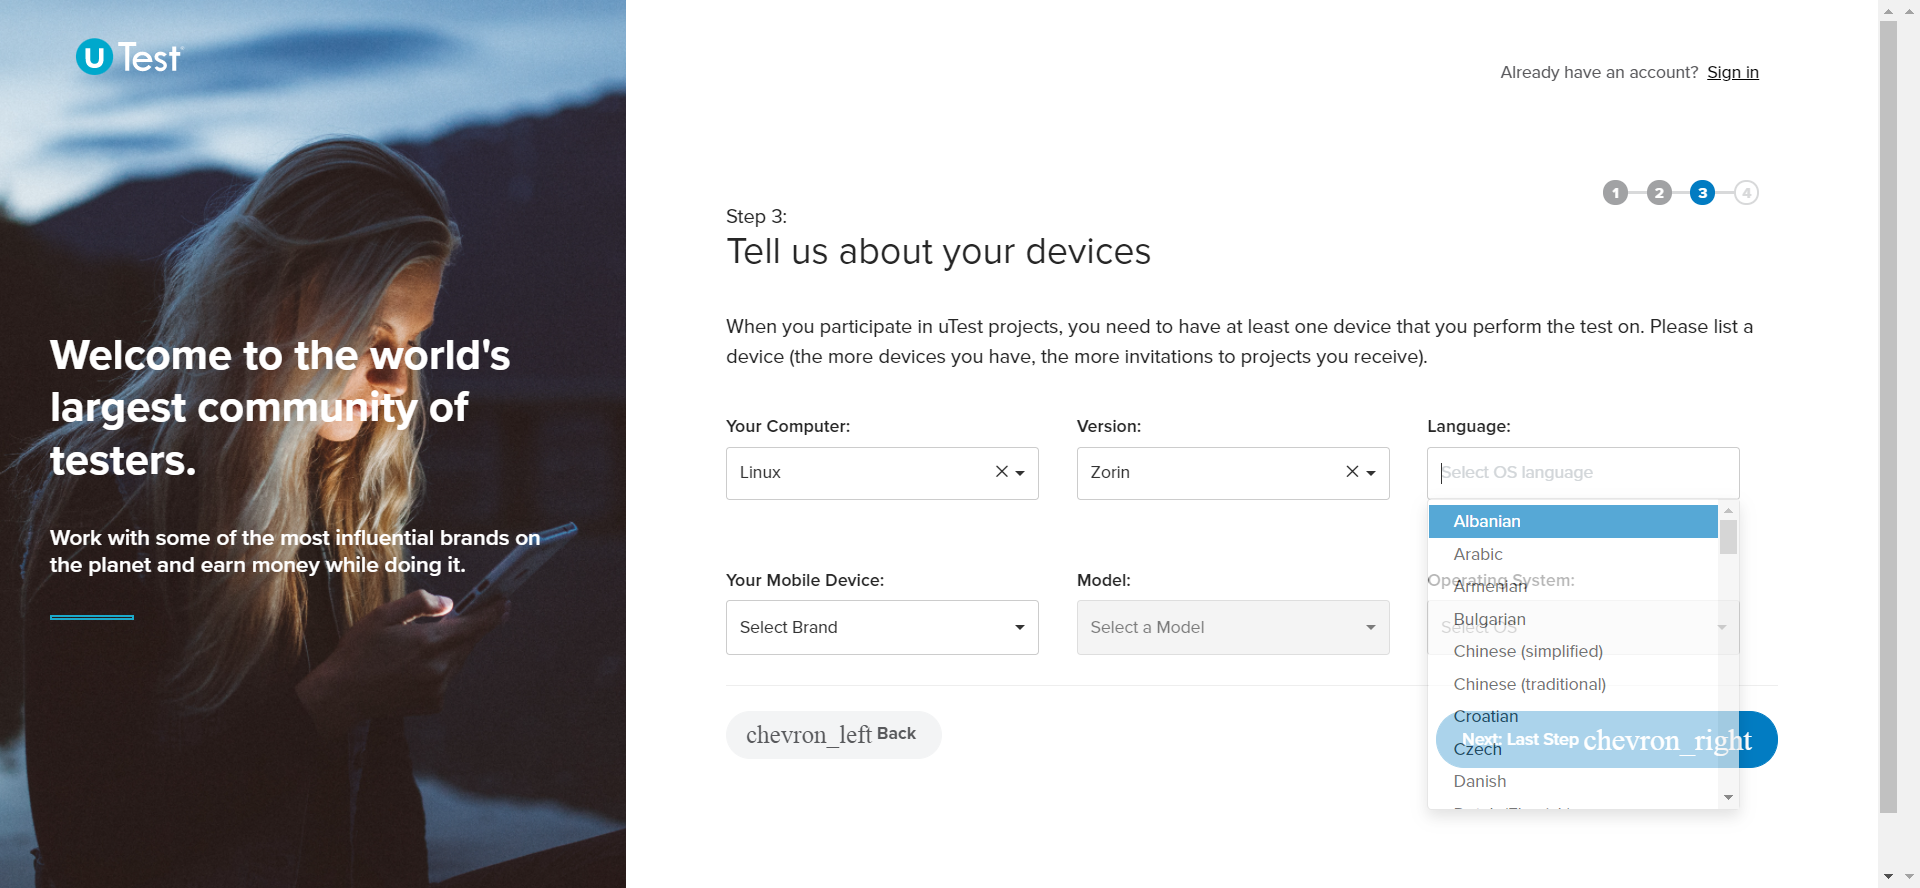 U Test
Already have an account? Sign in
1 2 3 4
Step 3:
Tell us about your devices
When you participate in uTest projects, you need to have at least one device that you perform the test on. Please list a
device (the more devices you have, the more invitations to projects you receive).
Welcome to the world's
largest community of
testers.
Work with some of the most influential brands on
the planet and earn money while doing it.
Your Computer:
Linux
Version:
Zorin
Language:
Select OS language
Albanian
Arabic
Armenian
Bulgarian
Chinese (simplified)
Chinese (traditional)
Croatian
Czech
Danish
Your Mobile Device:
Select Brand
Model:
Select a Model
Operating System:
Select OS
chevron_left Back
Next: Last Step chevron_right